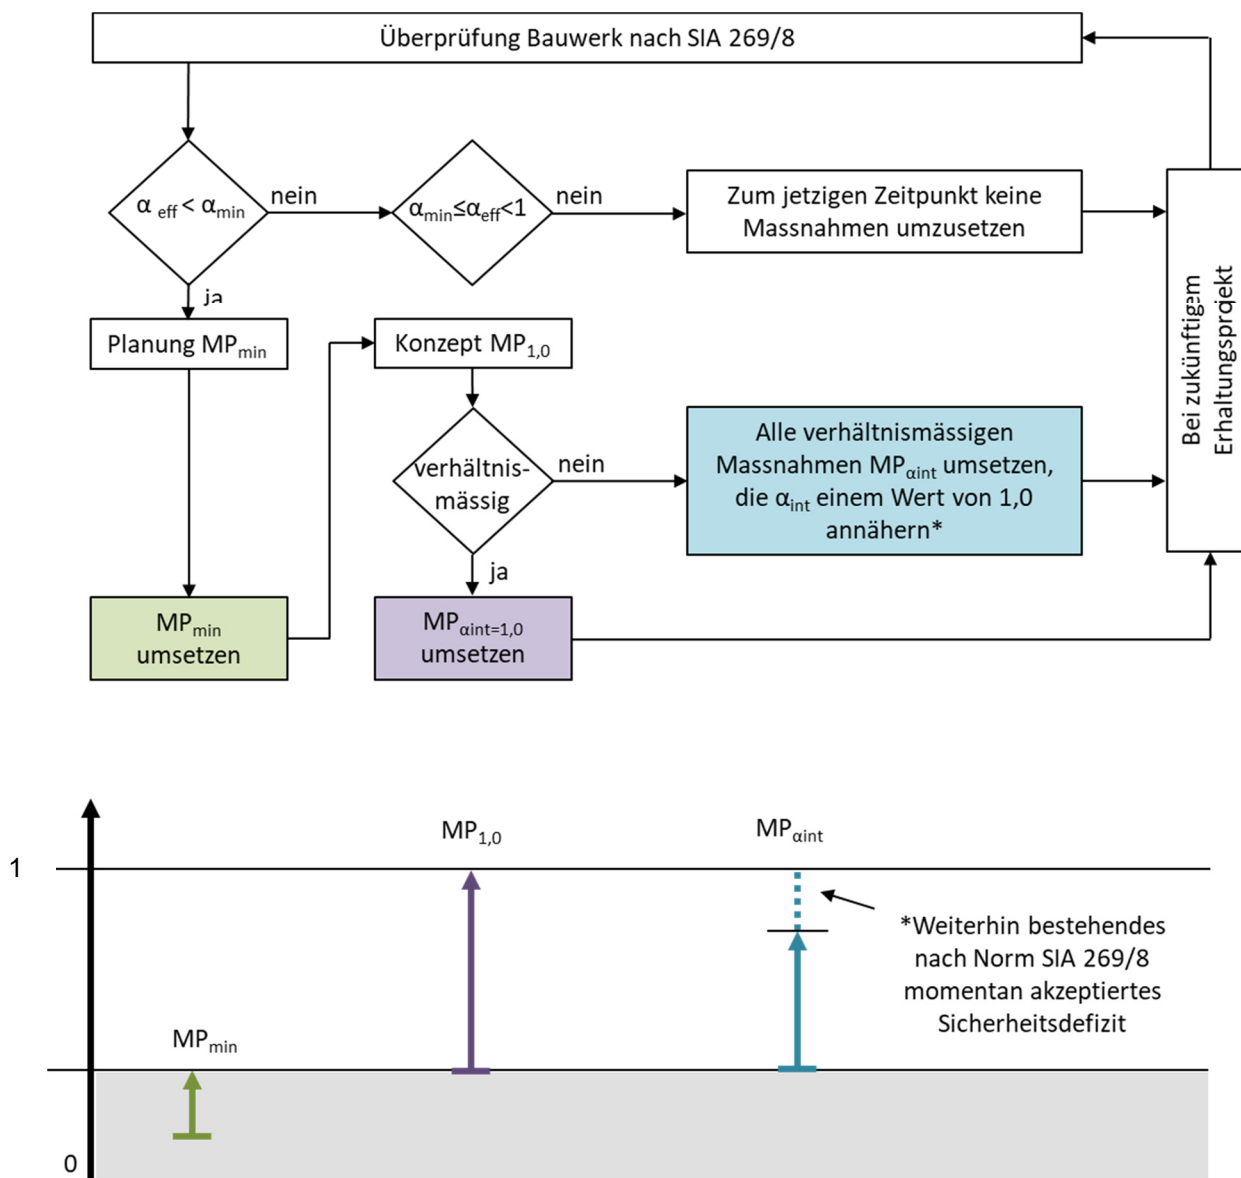 Überprüfung Bauwerk nach SIA 269/8
α eff < αmin
nein
αmin≤αeff<1
nein
Zum jetzigen Zeitpunkt keine
Massnahmen umzusetzen
ja
Planung MPmin
Konzept MP1,0
Bei zukünftigem
Erhaltungsprojekt
verhältnis-
mässig
nein
Alle verhältnismässigen
Massnahmen MPαint umsetzen,
die αint einem Wert von 1,0
annähern*
ja
MPmin
umsetzen
MPαint=1,0
umsetzen
MP1,0
MPαint
1
*Weiterhin bestehendes
nach Norm SIA 269/8
momentan akzeptiertes
Sicherheitsdefizit
MPmin
0